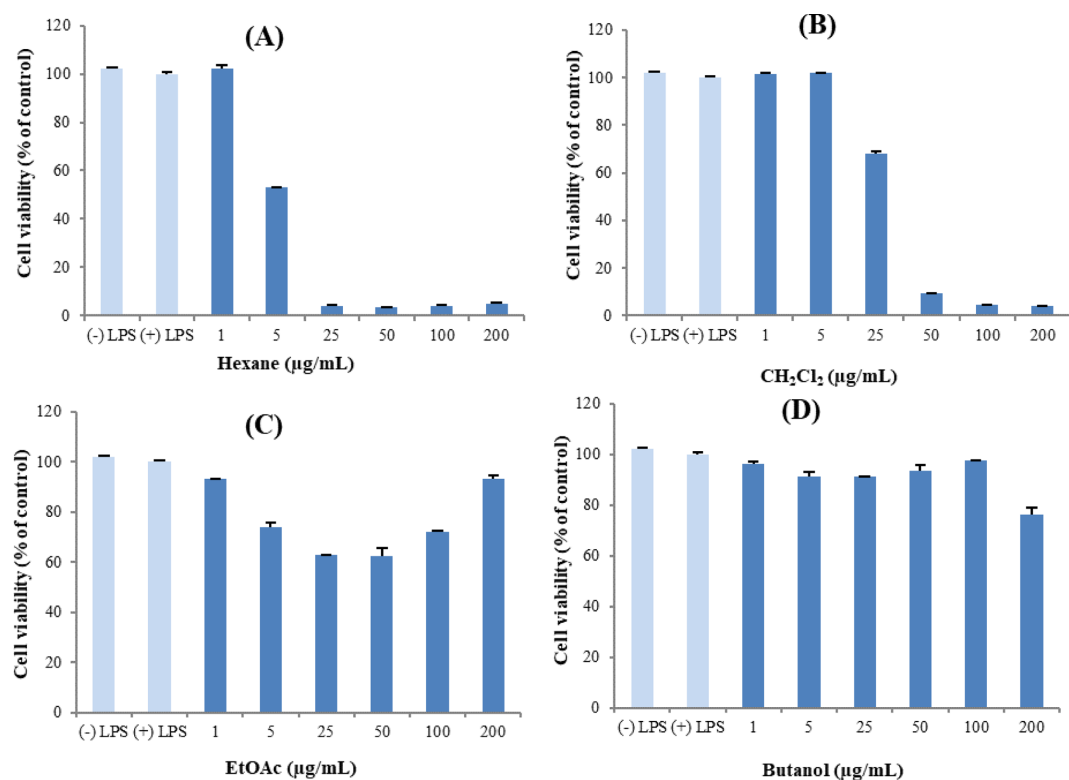 (A)
Cell viability (% of control)
120
100
80
60
40
20
0
(-) LPS (+) LPS 1 5 25 50 100 200
Hexane (µg/mL)
(B)
Cell viability (% of control)
120
100
80
60
40
20
0
(-) LPS (+) LPS 1 5 25 50 100 200
CH₂Cl₂ (µg/mL)
(C)
Cell viability (% of control)
120
100
80
60
40
20
0
(-) LPS (+) LPS 1 5 25 50 100 200
EtOAc (µg/mL)
(D)
Cell viability (% of control)
120
100
80
60
40
20
0
(-) LPS (+) LPS 1 5 25 50 100 200
Butanol (µg/mL)